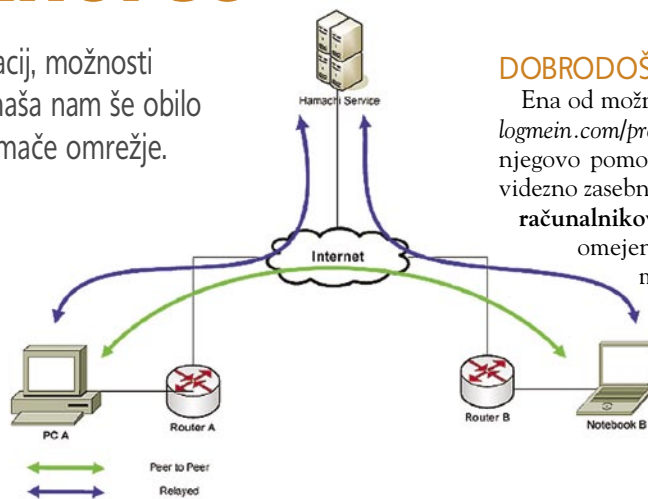 acij, možnosti
naša nam še obilo
mače omrežje.
Hamachi Service
Internet
PC A
Router A
Router B
Notebook B
Peer to Peer
Relayed
DOBRODOŠ
Ena od možr
logmein.com/pr
njegovo pomo
videzno zasebn
računalnikov
omejen